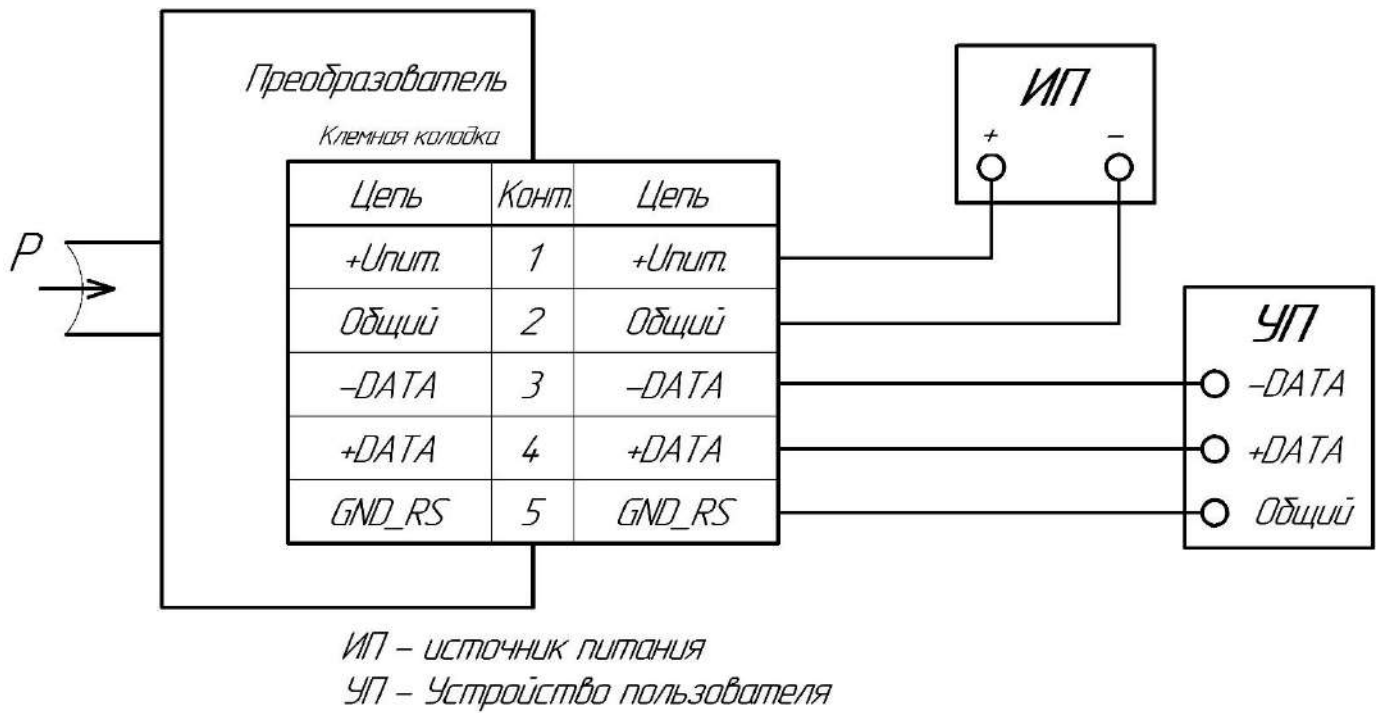 Преобразователь
Клемная колодка
Цепь Конт. Цепь
+Uпит. 1 +Uпит.
Общий 2 Общий
–DATA 3 –DATA
+DATA 4 +DATA
GND_RS 5 GND_RS
P
ИП
+ –
УП
–DATA
+DATA
Общий
ИП – источник питания
УП – Устройство пользователя